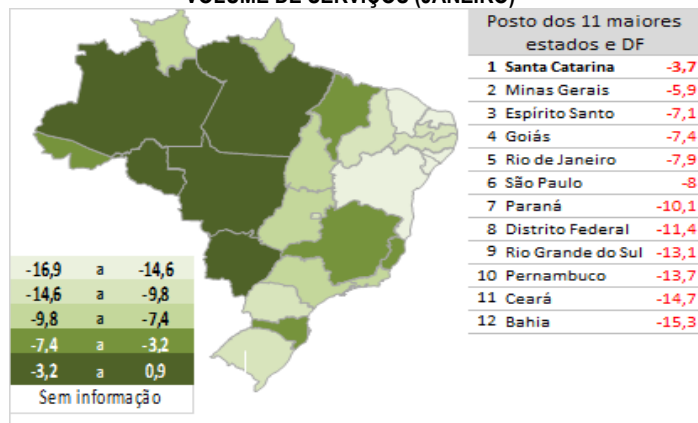 VOLUME DE SERVIÇOS (JANEIRO)
Posto dos 11 maiores
estados e DF
1 Santa Catarina -3,7
2 Minas Gerais -5,9
3 Espírito Santo -7,1
4 Goiás -7,4
5 Rio de Janeiro -7,9
6 São Paulo -8
7 Paraná -10,1
8 Distrito Federal -11,4
9 Rio Grande do Sul -13,1
10 Pernambuco -13,7
11 Ceará -14,7
12 Bahia -15,3
-16,9 a -14,6
-14,6 a -9,8
-9,8 a -7,4
-7,4 a -3,2
-3,2 a 0,9
Sem informação